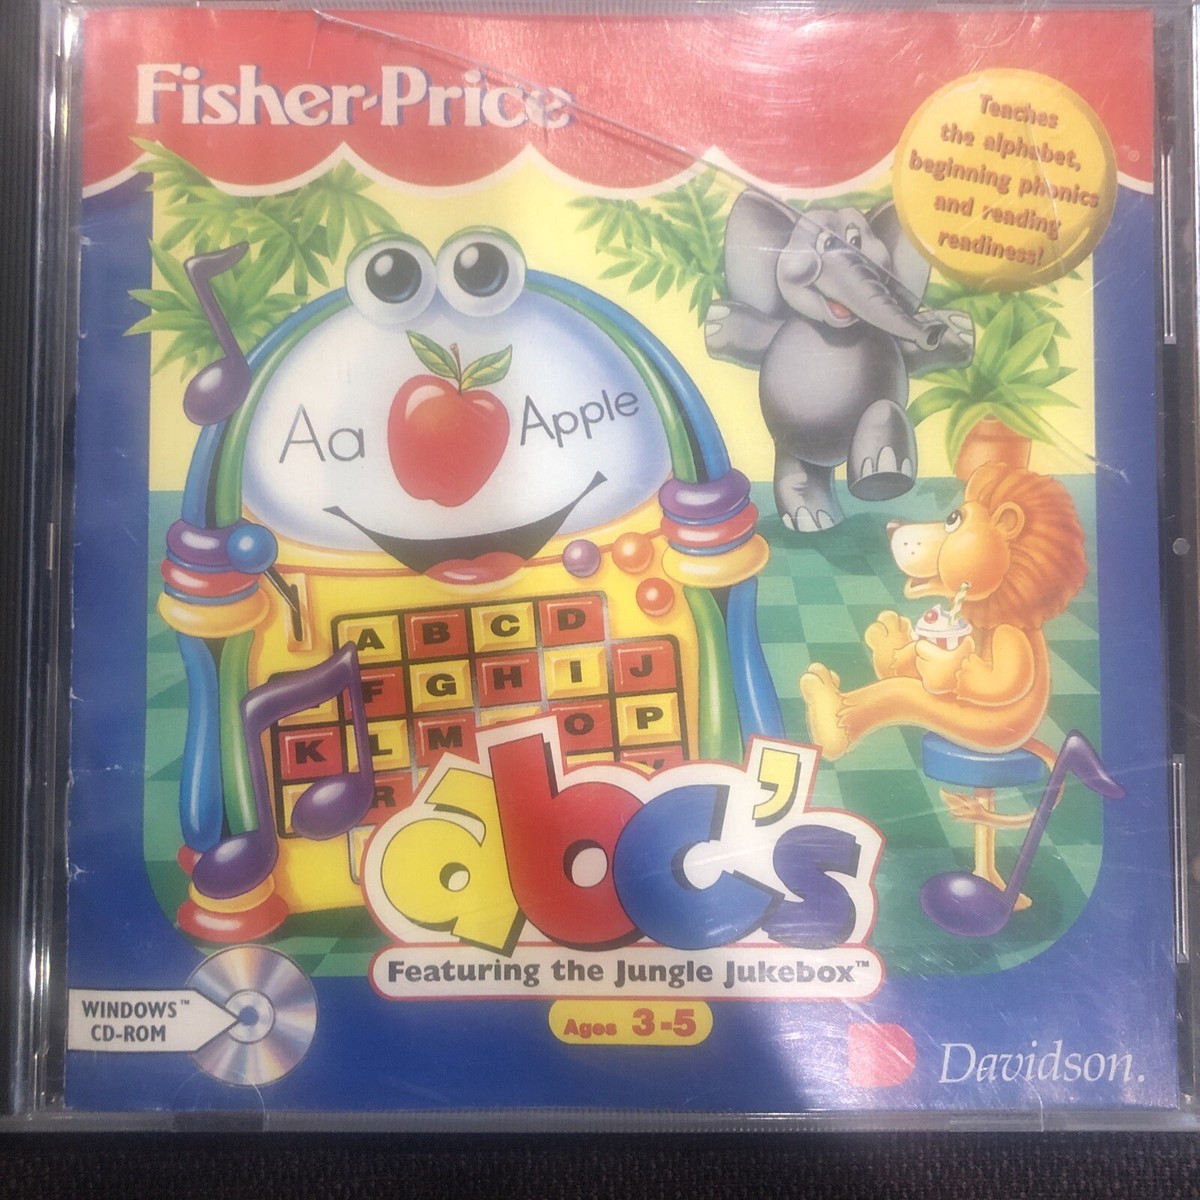 Fisher-Price
Teaches
the alphabet,
beginning phonics
and reading
readiness!
®
Aa Apple
A B C D
F G H I J
K L M O P
R
abc's
Featuring the Jungle Jukebox™
Ages 3-5
WINDOWS™
CD-ROM
Davidson.